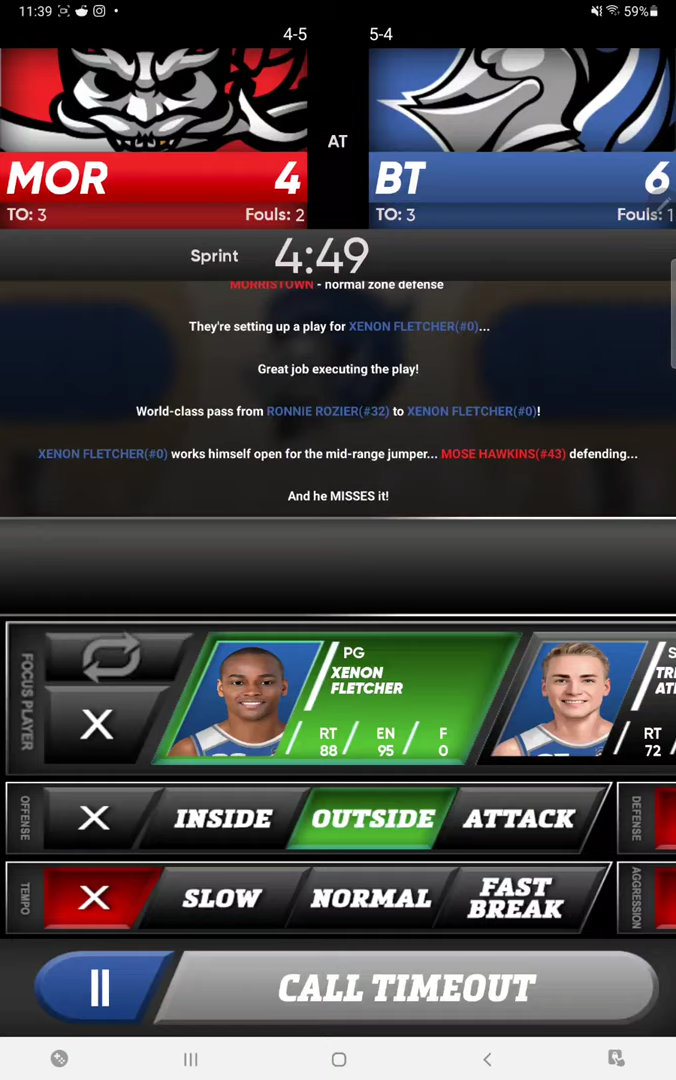 11:39
59%
4-5 5-4
AT
MOR 4
TO: 3 Fouls: 2
BT 6
TO: 3 Fouls: 1
Sprint 4:49
MORRISTOWN - normal zone defense
They're setting up a play for XENON FLETCHER(#0)...
Great job executing the play!
World-class pass from RONNIE ROZIER(#32) to XENON FLETCHER(#0)!
XENON FLETCHER(#0) works himself open for the mid-range jumper... MOSE HAWKINS(#43) defending...
And he MISSES it!
FOCUS PLAYER
X
PG
XENON
FLETCHER
RT EN F
88 95 0
RT
72
OFFENSE
X INSIDE OUTSIDE ATTACK
DEFENSE
TEMPO
X SLOW NORMAL FAST BREAK
AGGRESSION
CALL TIMEOUT